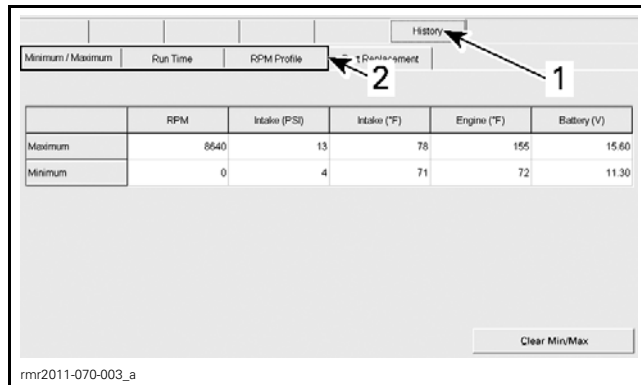 History
Minimum / Maximum Run Time RPM Profile Replacement
2 1
RPM Intake (PSI) Intake (°F) Engine (°F) Battery (V)
Maximum 8640 13 78 155 15.60
Minimum 0 4 71 72 11.30
Clear Min/Max
rmr2011-070-003_a